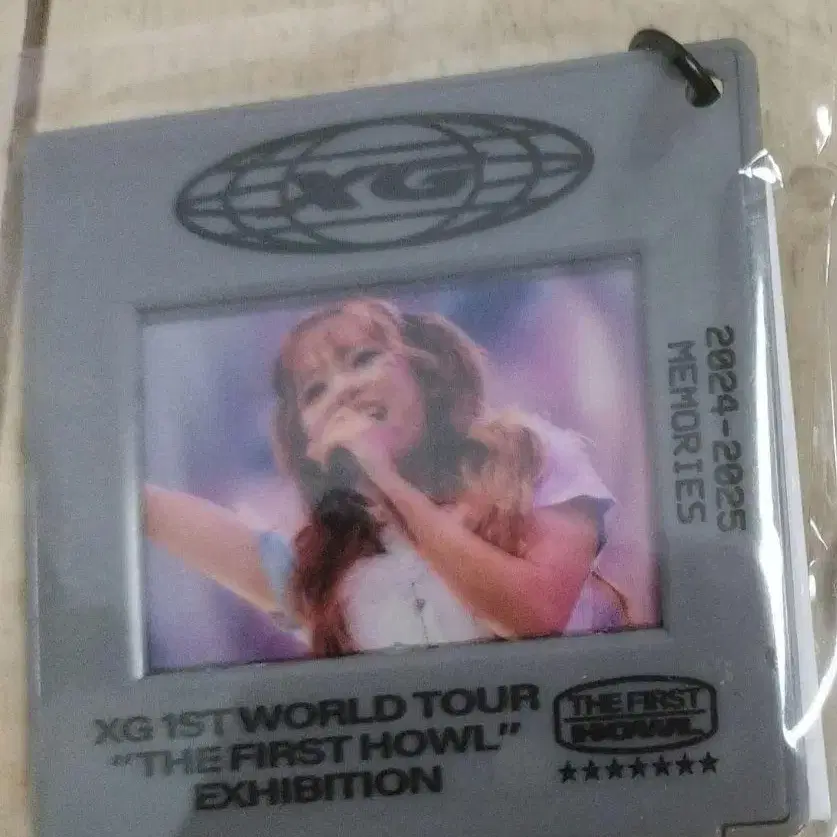 XG
2024-2025
MEMORIES
XG 1ST WORLD TOUR
"THE FIRST HOWL"
EXHIBITION
THE FIRST
HOWL
★★★★★★★